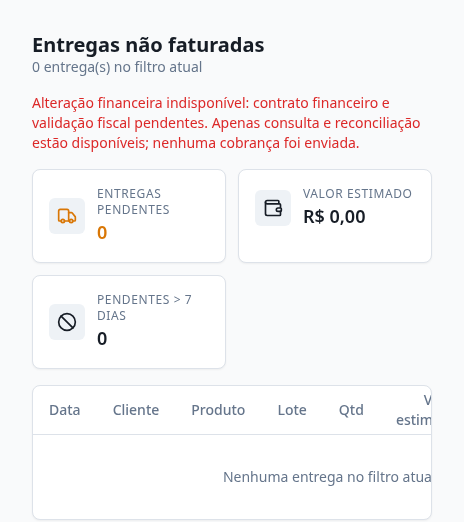 Entregas não faturadas
0 entrega(s) no filtro atual
Alteração financeira indisponível: contrato financeiro e
validação fiscal pendentes. Apenas consulta e reconciliação
estão disponíveis; nenhuma cobrança foi enviada.
ENTREGAS
PENDENTES
0
VALOR ESTIMADO
R$ 0,00
PENDENTES > 7
DIAS
0
Data Cliente Produto Lote Qtd
Nenhuma entrega no filtro